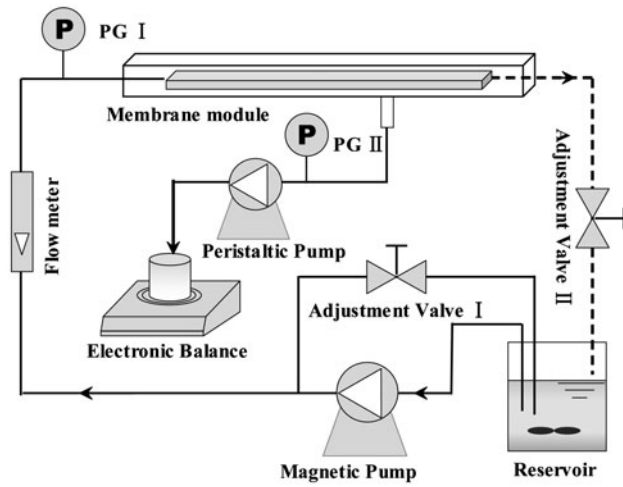 P PG Ⅰ
Membrane module
P PG Ⅱ
Flow meter
Peristaltic Pump
Adjustment Valve Ⅱ
Adjustment Valve Ⅰ
Electronic Balance
Magnetic Pump
Reservoir